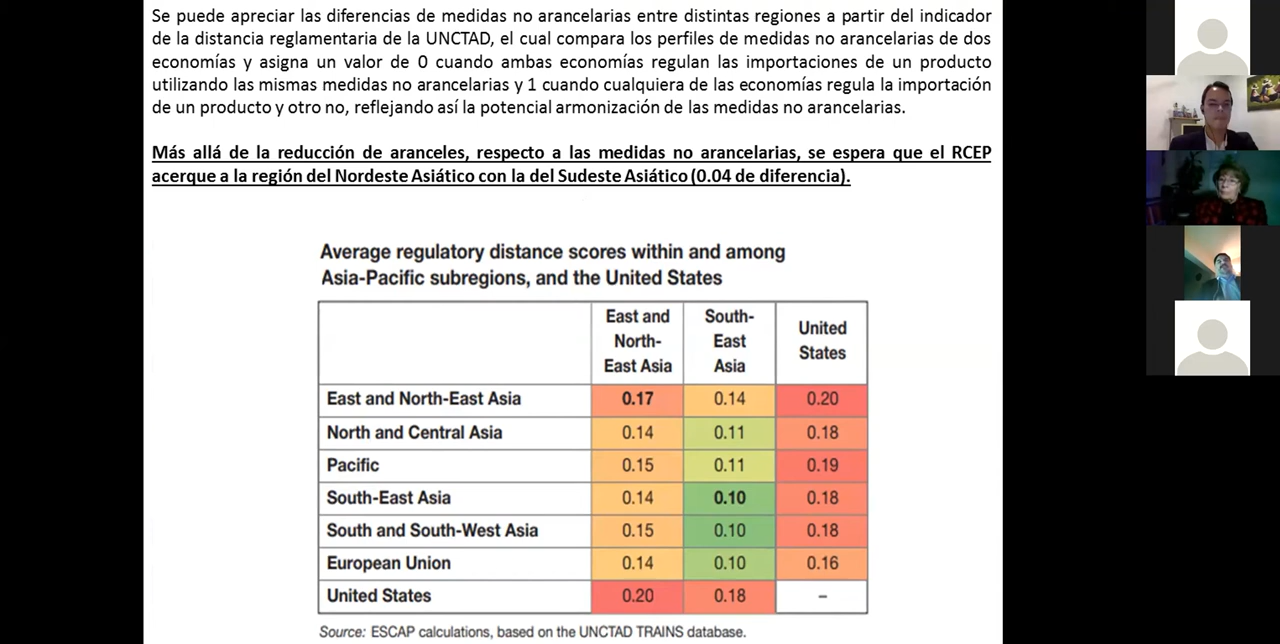 Se puede apreciar las diferencias de medidas no arancelarias entre distintas regiones a partir del indicador
de la distancia reglamentaria de la UNCTAD, el cual compara los perfiles de medidas no arancelarias de dos
economías y asigna un valor de 0 cuando ambas economías regulan las importaciones de un producto
utilizando las mismas medidas no arancelarias y 1 cuando cualquiera de las economías regula la importación
de un producto y otro no, reflejando así la potencial armonización de las medidas no arancelarias.
Más allá de la reducción de aranceles, respecto a las medidas no arancelarias, se espera que el RCEP
acerque a la región del Nordeste Asiático con la del Sudeste Asiático (0.04 de diferencia).
Average regulatory distance scores within and among
Asia-Pacific subregions, and the United States
East and North-East Asia South-East Asia United States
East and North-East Asia 0.17 0.14 0.20
North and Central Asia 0.14 0.11 0.18
Pacific 0.15 0.11 0.19
South-East Asia 0.14 0.10 0.18
South and South-West Asia 0.15 0.10 0.18
European Union 0.14 0.10 0.16
United States 0.20 0.18 –
Source: ESCAP calculations, based on the UNCTAD TRAINS database.